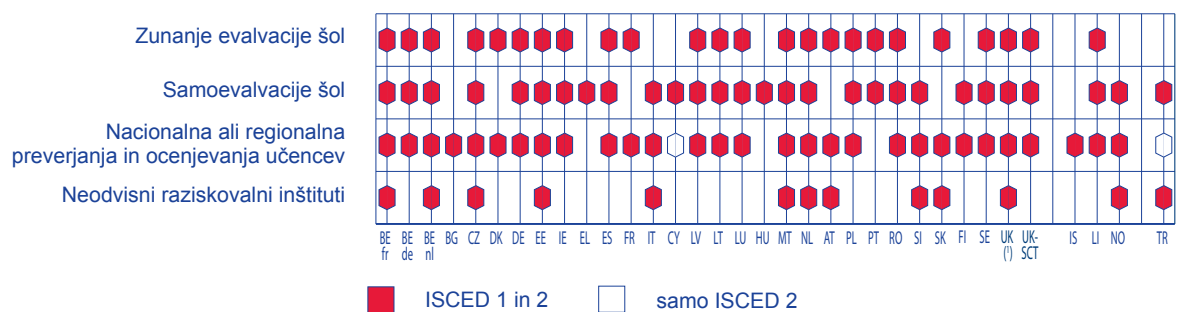 Zunanje evalvacije šol
Samoevalvacije šol
Nacionalna ali regionalna
preverjanja in ocenjevanja učencev
Neodvisni raziskovalni inštituti
BE fr BE de BE nl BG CZ DK DE EE IE EL ES FR IT CY LV LT LU HU MT NL AT PL PT RO SI SK FI SE UK (¹) UK-SCT IS LI NO TR
ISCED 1 in 2 samo ISCED 2